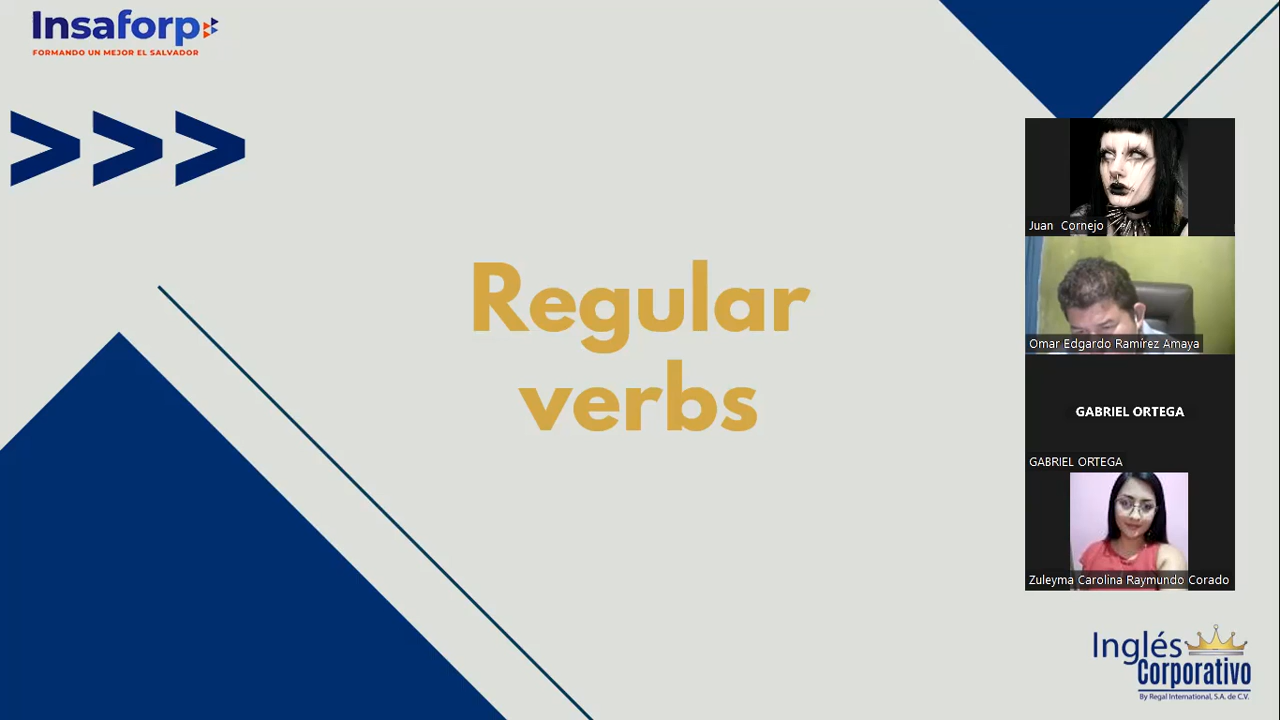 Insaforp
FORMANDO UN MEJOR EL SALVADOR
>>>
Regular
verbs
Juan Cornejo
Omar Edgardo Ramírez Amaya
GABRIEL ORTEGA
GABRIEL ORTEGA
Zuleyma Carolina Raymundo Corado
Inglés
Corporativo
By Regal International, S.A. de C.V.